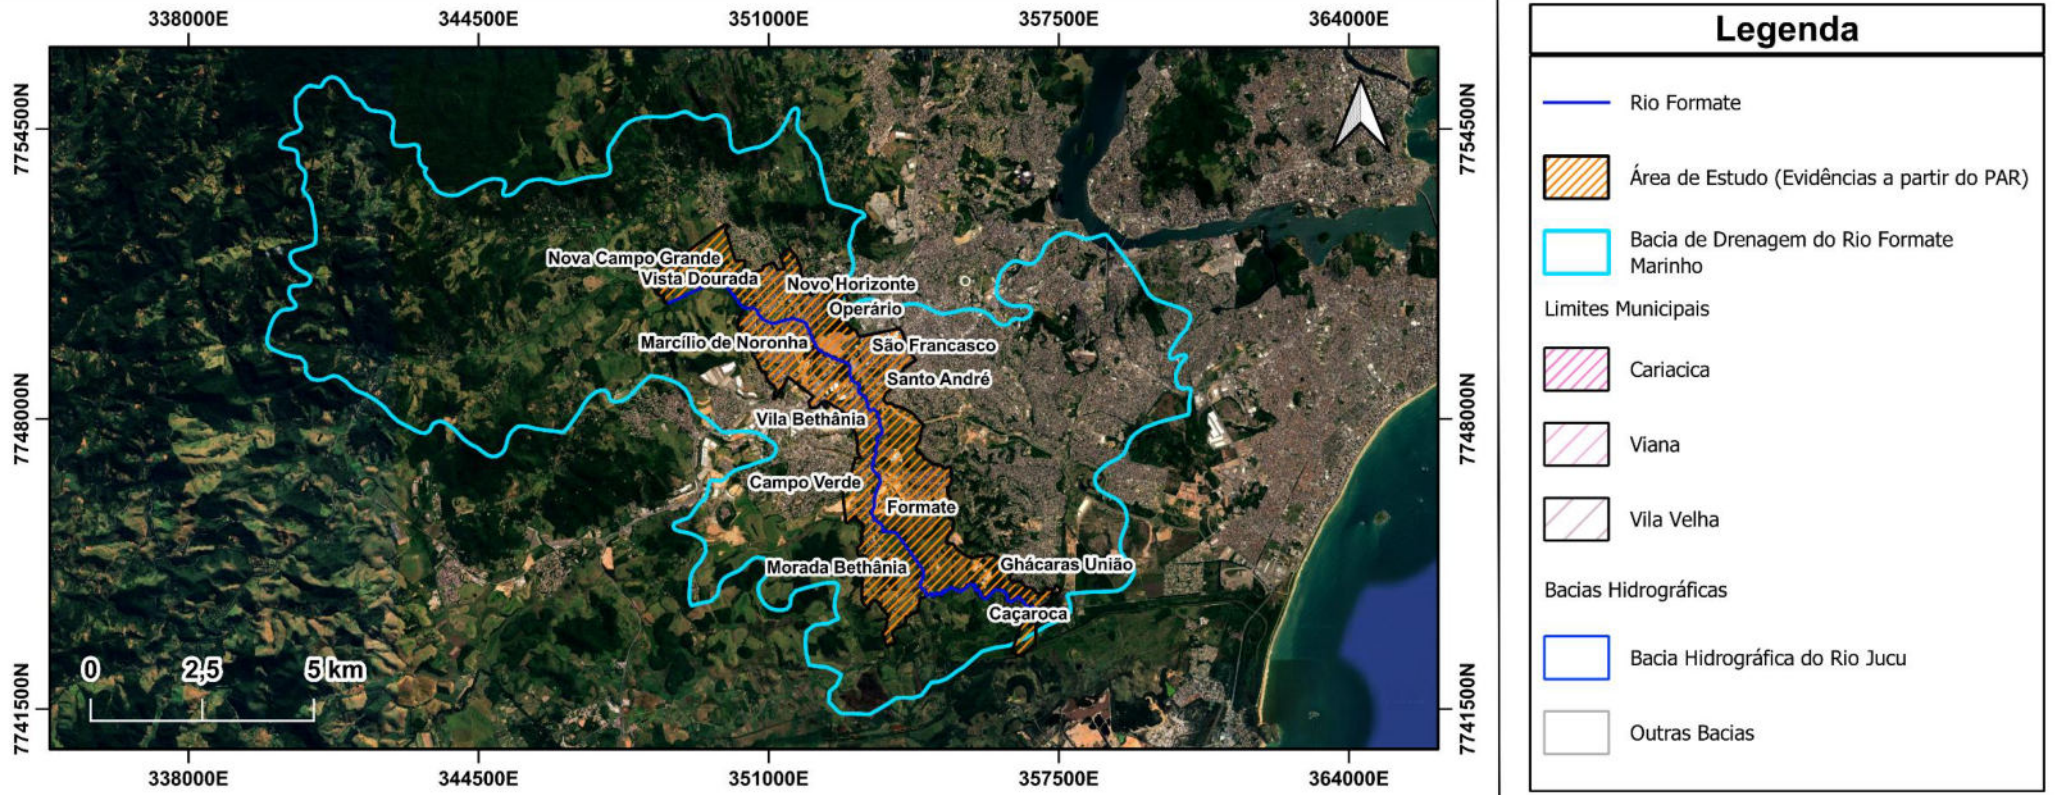 338000E 344500E 351000E 357500E 364000E
7754500N
7754500N
7748000N
7748000N
7741500N
7741500N
Nova Campo Grande
Vista Dourada
Novo Horizonte
Operário
Marcílio de Noronha
São Francasco
Santo André
Vila Bethânia
Campo Verde
Formate
Morada Bethânia
Ghácaras União
Caçaroca
0 2,5 5 km
338000E 344500E 351000E 357500E 364000E
Legenda
Rio Formate
Área de Estudo (Evidências a partir do PAR)
Bacia de Drenagem do Rio Formate
Marinho
Limites Municipais
Cariacica
Viana
Vila Velha
Bacias Hidrográficas
Bacia Hidrográfica do Rio Jucu
Outras Bacias